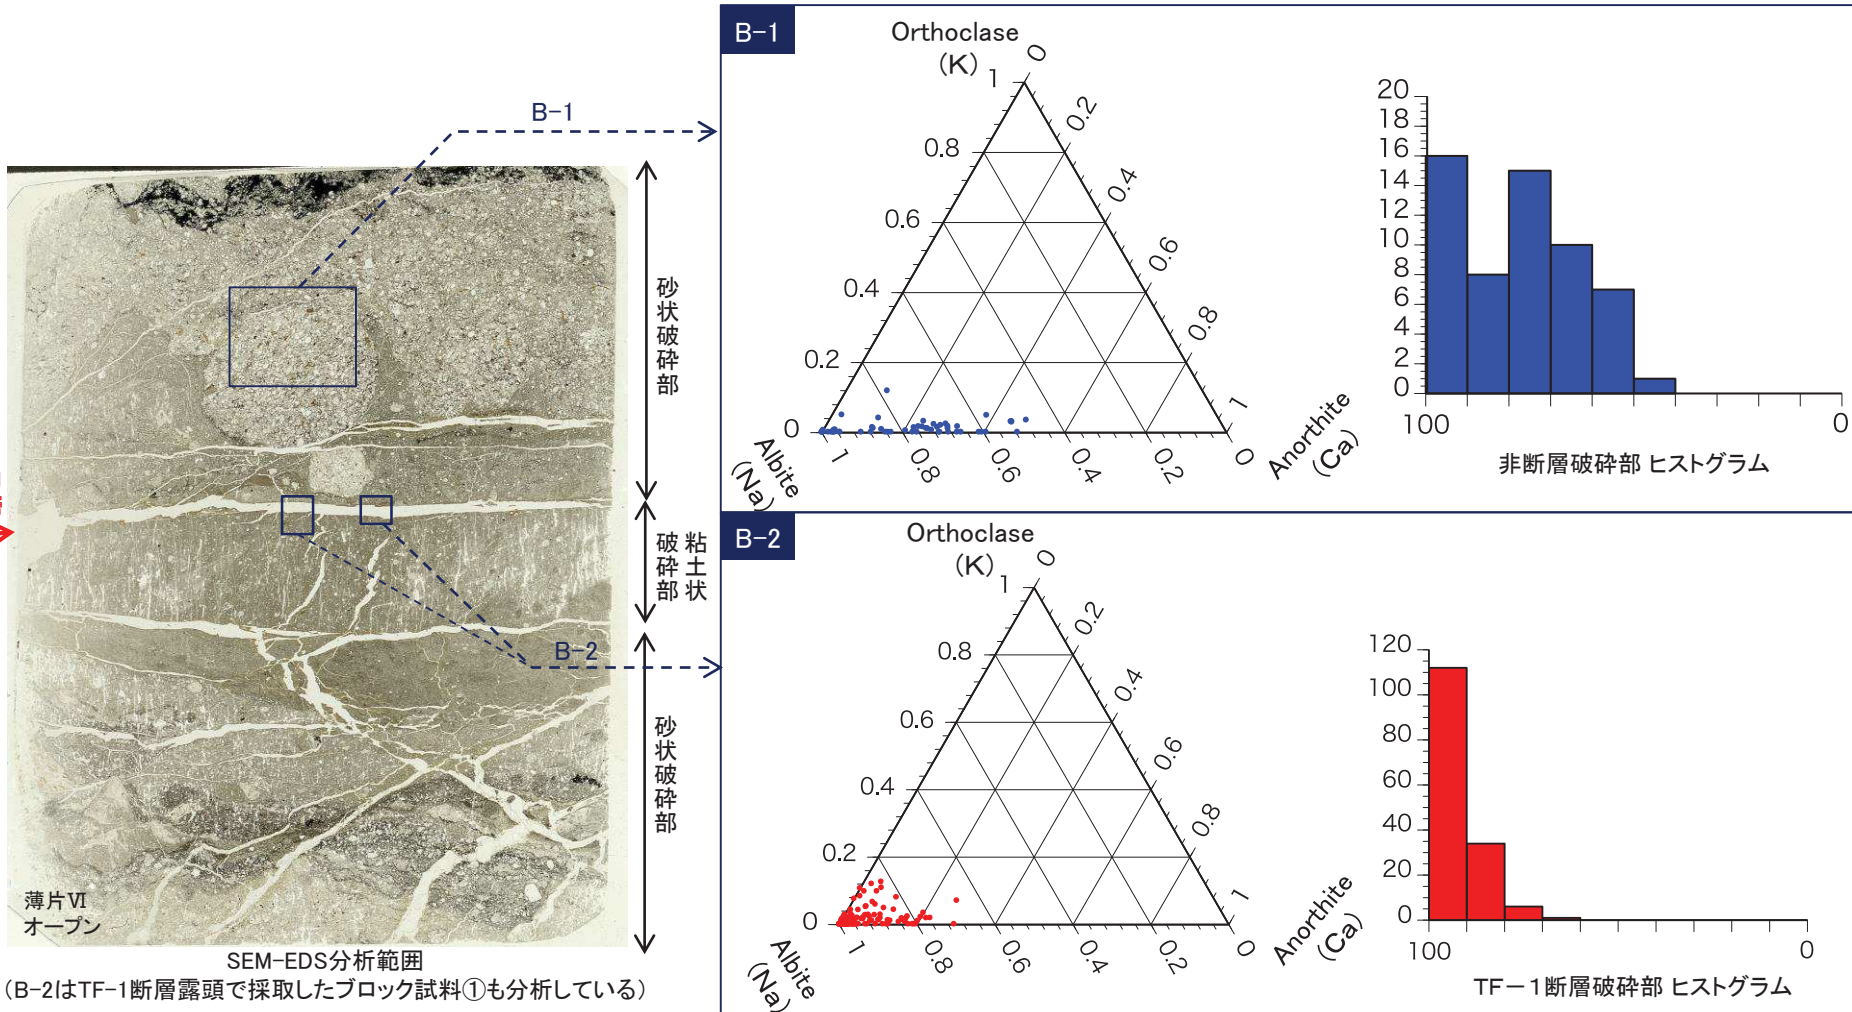 B-1
B-2
砂状破砕部
粘土状
破砕部
砂状破砕部
薄片Ⅵ
オープン
SEM-EDS分析範囲
(B-2はTF-1断層露頭で採取したブロック試料①も分析している)
B-1
Orthoclase
(K)
1
0.8
0.6
0.4
0.2
0
0
0.2
0.4
0.6
0.8
1
1
0.8
0.6
0.4
0.2
0
Albite
(Na)
Anorthite
(Ca)
20
18
16
14
12
10
8
6
4
2
0
100
0
非断層破砕部 ヒストグラム
B-2
Orthoclase
(K)
1
0.8
0.6
0.4
0.2
0
0
0.2
0.4
0.6
0.8
1
1
0.8
0.6
0.4
0.2
0
Albite
(Na)
Anorthite
(Ca)
120
100
80
60
40
20
0
100
0
TF-1断層破砕部 ヒストグラム